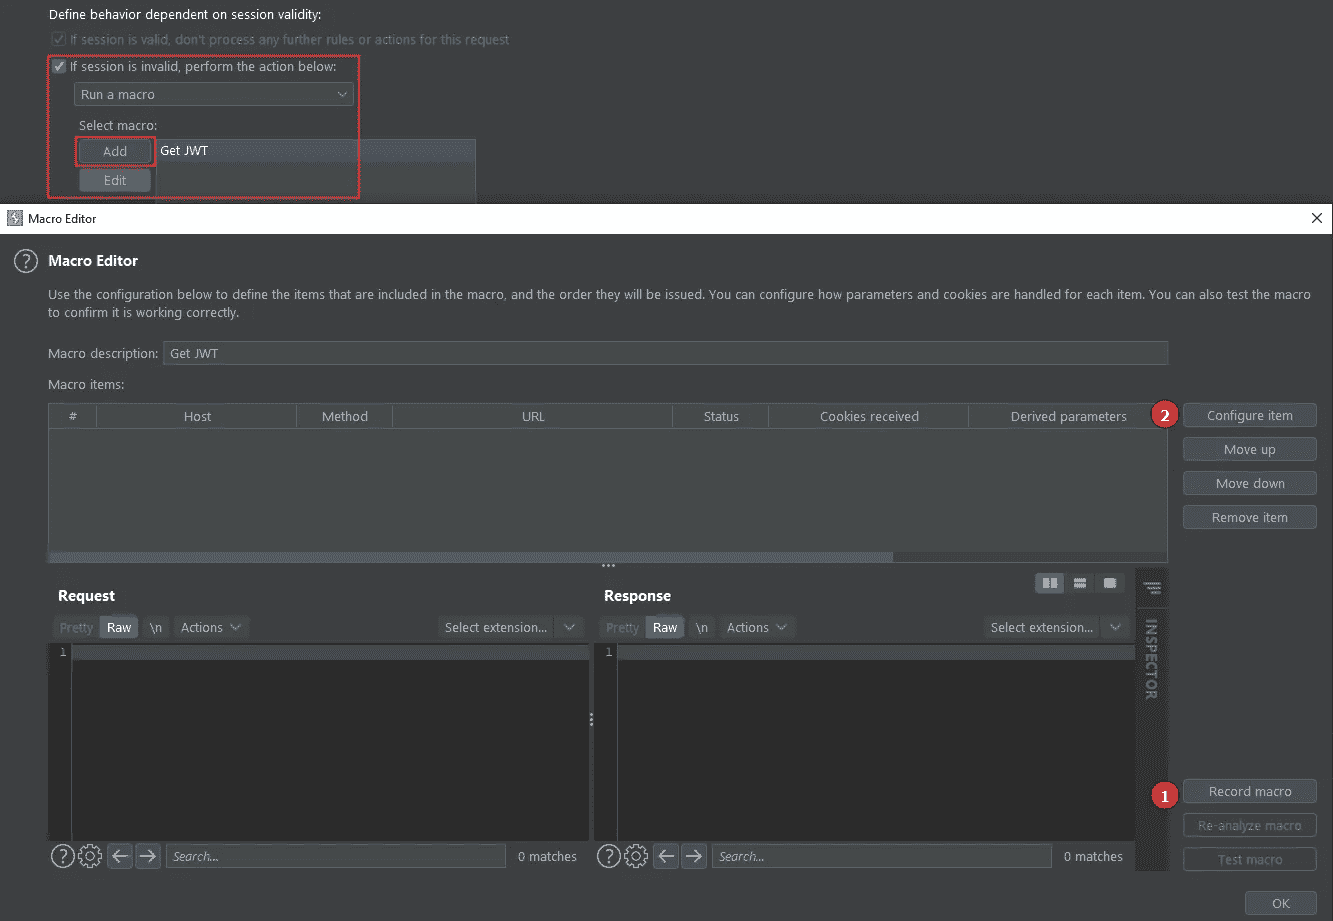 Define behavior dependent on session validity:
If session is valid, don't process any further rules or actions for this request
If session is invalid, perform the action below:
Run a macro
Select macro:
Add
Get JWT
Edit
Macro Editor
Macro Editor
Use the configuration below to define the items that are included in the macro, and the order they will be issued. You can configure how parameters and cookies are handled for each item. You can also test the macro
to confirm it is working correctly.
Macro description: Get JWT
Macro items:
# Host Method URL Status Cookies received Derived parameters
2 Configure item
Move up
Move down
Remove item
Request
Pretty Raw \n Actions Select extension...
1
Response
Pretty Raw \n Actions Select extension...
1
INSPECTOR
1 Record macro
Re-analyze macro
Test macro
Search... 0 matches
Search... 0 matches
OK